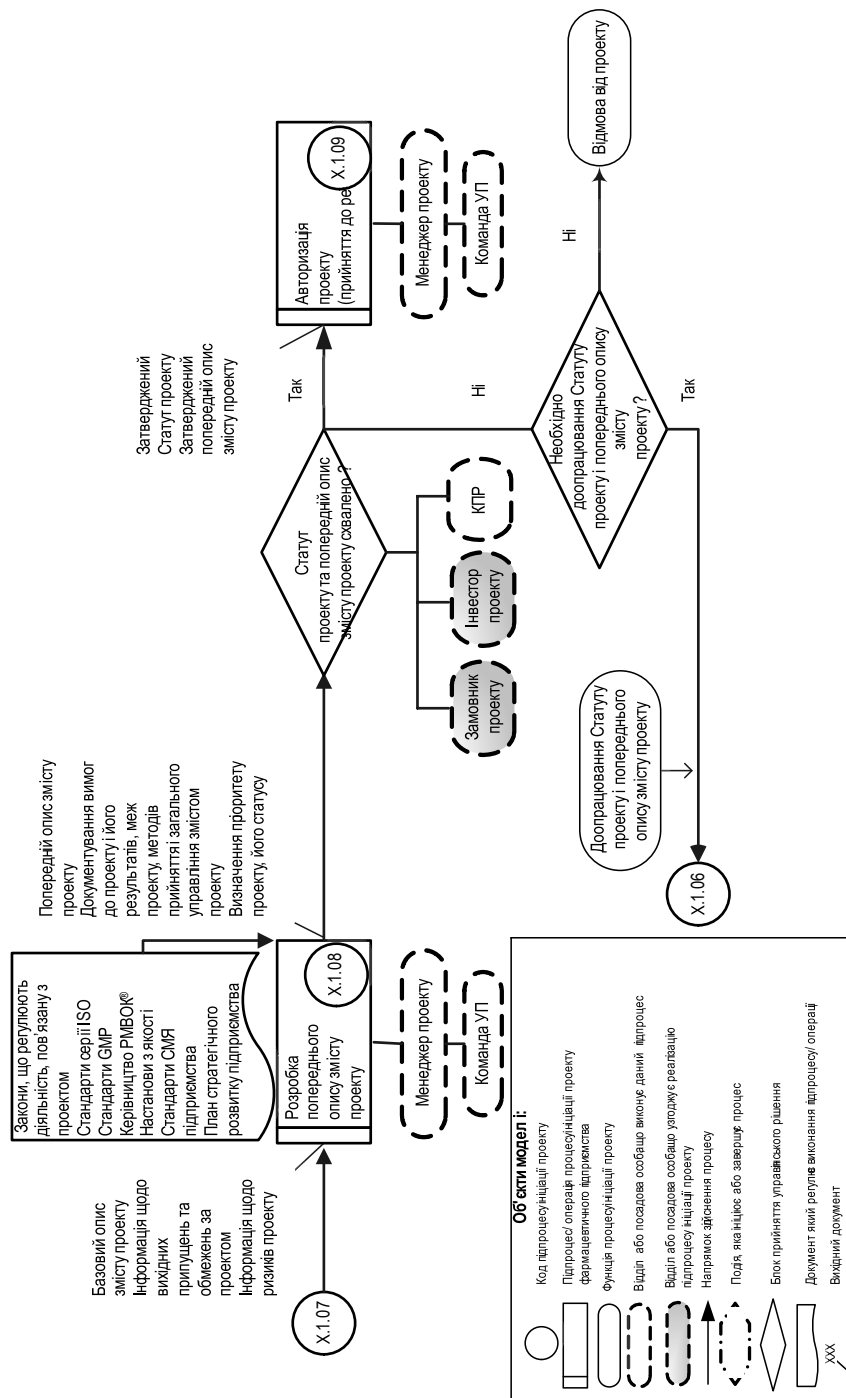 Базовий опис
змісту проекту
Інформація щодо
вихідних
припущень та
обмежень за
проектом
Інформація щодо
ризиків проекту
Х.1.07
Закони, що регулюють
діяльність, пов'язану з
проектом
Стандарти серії ISO
Стандарти GMP
Керівництво PMBOK®
Настанови з якості
Стандарти СМЯ
підприємства
План стратегічного
розвитку підприємства
Розробка
попереднього
опису змісту
проекту
Х.1.08
Менеджер проекту
Команда УП
Попередній опис змісту
проекту
Документування вимог
до проекту і його
результатів, меж
проекту, методів
прийняття і загального
управління змістом
проекту
Визначення пріоритету
проекту, його статусу
Статут
проекту та попередній опис
змісту проекту схвалено ?
Замовник
проекту
Інвестор
проекту
КПР
Затверджений
Статут проекту
Затверджений
попередній опис
змісту проекту
Так
Авторизація
проекту
(прийняття до ре
Х.1.09
Менеджер проекту
Команда УП
Ні
Необхідно
доопрацювання Статуту
проекту і попереднього опису
змісту
проекту ?
Ні
Відмова від проекту
Так
Доопрацювання Статуту
проекту і попереднього
опису змісту проекту
Х.1.06
Об'єкти модел і:
Код підпроцесу ініціації проекту
Підпроцес/ операція процесу ініціації проекту
фармацевтичного підприємства
Функція процесу ініціації проекту
Відділ або посадова особа що виконує даний підпроцес
Відділ або посадова особа що узгоджує реалізацію
підпроцесу ініціації проекту
Напрямок здійснення процесу
Подія, яка ініціює або завершує процес
Блок прийняття управлінського рішення
Документ який регулює виконання підпроцесу/ операції
XXX
Вихідний документ